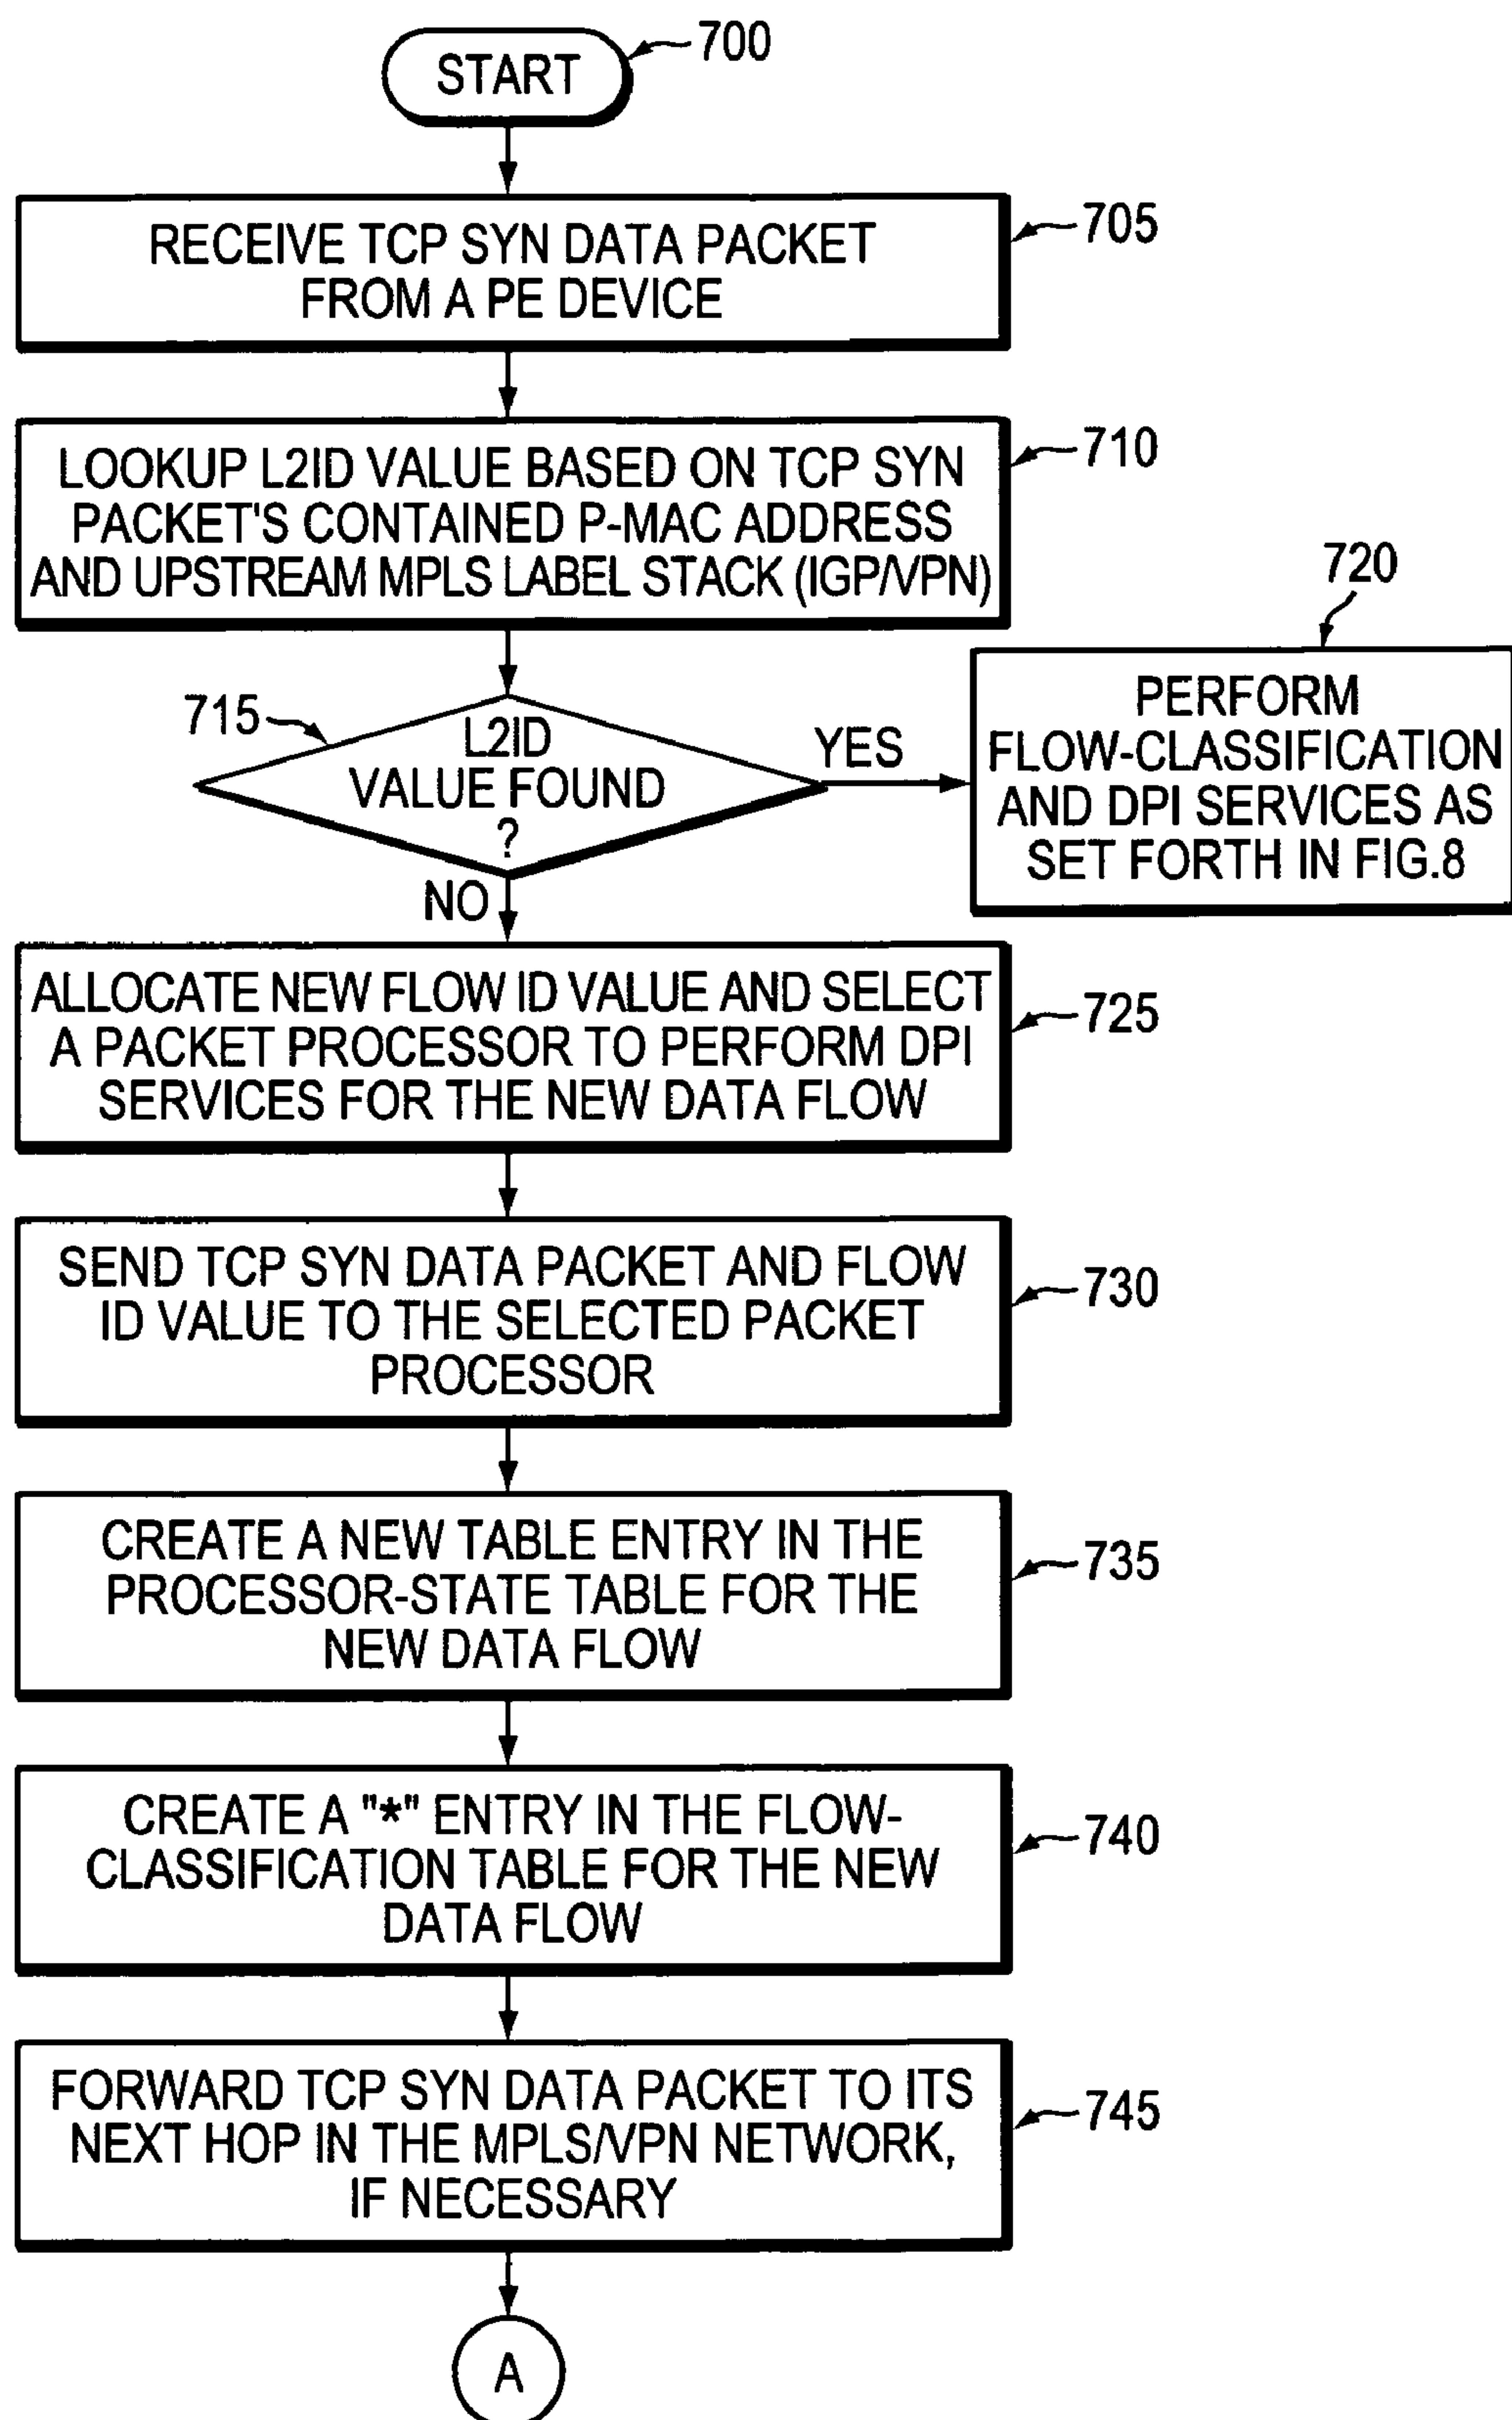 START
700
RECEIVE TCP SYN DATA PACKET
FROM A PE DEVICE
705
LOOKUP L2ID VALUE BASED ON TCP SYN
PACKET'S CONTAINED P-MAC ADDRESS
AND UPSTREAM MPLS LABEL STACK (IGP/VPN)
710
715
L2ID
VALUE FOUND
?
YES
NO
720
PERFORM
FLOW-CLASSIFICATION
AND DPI SERVICES AS
SET FORTH IN FIG.8
ALLOCATE NEW FLOW ID VALUE AND SELECT
A PACKET PROCESSOR TO PERFORM DPI
SERVICES FOR THE NEW DATA FLOW
725
SEND TCP SYN DATA PACKET AND FLOW
ID VALUE TO THE SELECTED PACKET
PROCESSOR
730
CREATE A NEW TABLE ENTRY IN THE
PROCESSOR-STATE TABLE FOR THE
NEW DATA FLOW
735
CREATE A "*" ENTRY IN THE FLOW-
CLASSIFICATION TABLE FOR THE NEW
DATA FLOW
740
FORWARD TCP SYN DATA PACKET TO ITS
NEXT HOP IN THE MPLS/VPN NETWORK,
IF NECESSARY
745
A